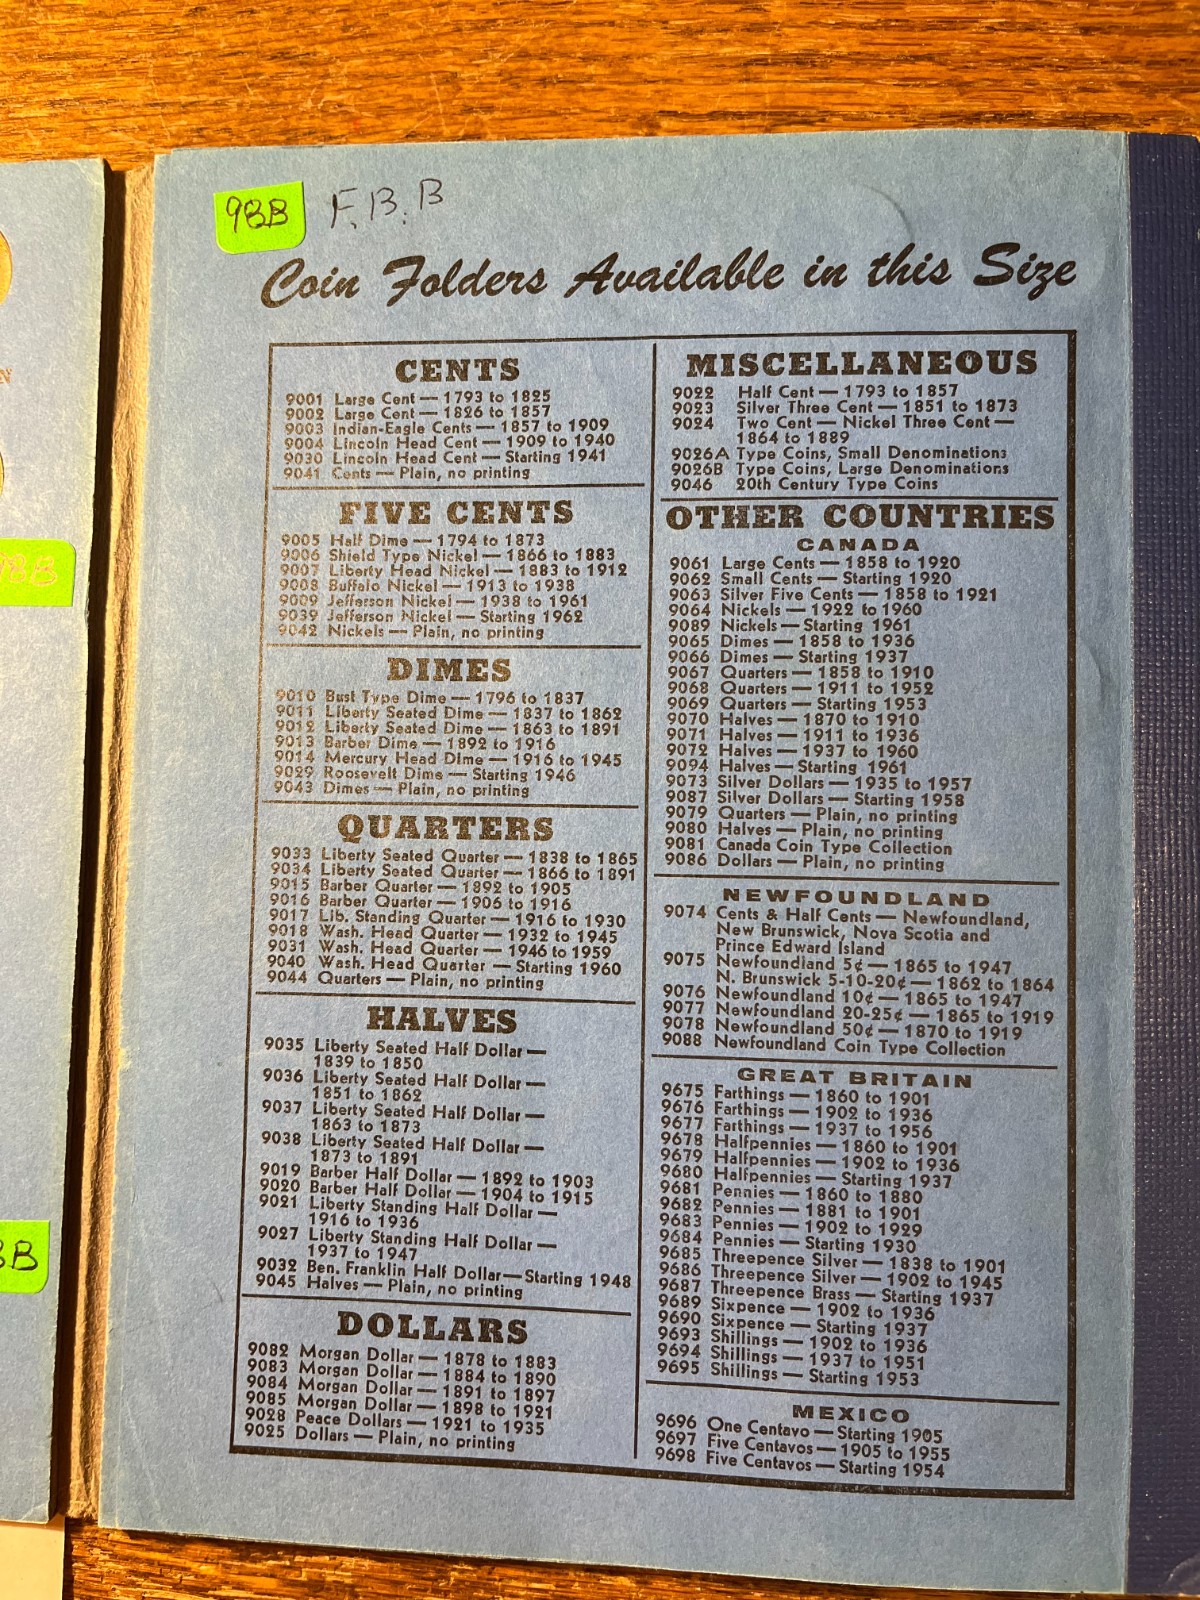 98B F.B.B
Coin Folders Available in this Size
CENTS
9001 Large Cent — 1793 to 1825
9002 Large Cent — 1826 to 1857
9003 Indian-Eagle Cents — 1857 to 1909
9004 Lincoln Head Cent — 1909 to 1940
9030 Lincoln Head Cent — Starting 1941
9041 Cents — Plain, no printing
FIVE CENTS
9005 Half Dime — 1794 to 1873
9006 Shield Type Nickel — 1866 to 1883
9007 Liberty Head Nickel — 1883 to 1912
9008 Buffalo Nickel — 1913 to 1938
9009 Jefferson Nickel — 1938 to 1961
9039 Jefferson Nickel — Starting 1962
9042 Nickels — Plain, no printing
DIMES
9010 Bust Type Dime — 1796 to 1837
9011 Liberty Seated Dime — 1837 to 1862
9012 Liberty Seated Dime — 1863 to 1891
9013 Barber Dime — 1892 to 1916
9014 Mercury Head Dime — 1916 to 1945
9029 Roosevelt Dime — Starting 1946
9043 Dimes — Plain, no printing
QUARTERS
9033 Liberty Seated Quarter — 1838 to 1865
9034 Liberty Seated Quarter — 1866 to 1891
9015 Barber Quarter — 1892 to 1905
9016 Barber Quarter — 1906 to 1916
9017 Lib. Standing Quarter — 1916 to 1930
9018 Wash. Head Quarter — 1932 to 1945
9031 Wash. Head Quarter — 1946 to 1959
9040 Wash. Head Quarter — Starting 1960
9044 Quarters — Plain, no printing
HALVES
9035 Liberty Seated Half Dollar —
1839 to 1850
9036 Liberty Seated Half Dollar —
1851 to 1862
9037 Liberty Seated Half Dollar —
1863 to 1873
9038 Liberty Seated Half Dollar —
1873 to 1891
9019 Barber Half Dollar — 1892 to 1903
9020 Barber Half Dollar — 1904 to 1915
9021 Liberty Standing Half Dollar —
1916 to 1936
9027 Liberty Standing Half Dollar —
1937 to 1947
9032 Ben. Franklin Half Dollar — Starting 1948
9045 Halves — Plain, no printing
DOLLARS
9082 Morgan Dollar — 1878 to 1883
9083 Morgan Dollar — 1884 to 1890
9084 Morgan Dollar — 1891 to 1897
9085 Morgan Dollar — 1898 to 1921
9028 Peace Dollars — 1921 to 1935
9025 Dollars — Plain, no printing
MISCELLANEOUS
9022 Half Cent — 1793 to 1857
9023 Silver Three Cent — 1851 to 1873
9024 Two Cent — Nickel Three Cent —
1864 to 1889
9026A Type Coins, Small Denominations
9026B Type Coins, Large Denominations
9046 20th Century Type Coins
OTHER COUNTRIES
CANADA
9061 Large Cents — 1858 to 1920
9062 Small Cents — Starting 1920
9063 Silver Five Cents — 1858 to 1921
9064 Nickels — 1922 to 1960
9089 Nickels — Starting 1961
9065 Dimes — 1858 to 1936
9066 Dimes — Starting 1937
9067 Quarters — 1858 to 1910
9068 Quarters — 1911 to 1952
9069 Quarters — Starting 1953
9070 Halves — 1870 to 1910
9071 Halves — 1911 to 1936
9072 Halves — 1937 to 1960
9094 Halves — Starting 1961
9073 Silver Dollars — 1935 to 1957
9087 Silver Dollars — Starting 1958
9079 Quarters — Plain, no printing
9080 Halves — Plain, no printing
9081 Canada Coin Type Collection
9086 Dollars — Plain, no printing
NEWFOUNDLAND
9074 Cents & Half Cents — Newfoundland,
New Brunswick, Nova Scotia and
Prince Edward Island
9075 Newfoundland 5¢ — 1865 to 1947
N. Brunswick 5-10-20¢ — 1862 to 1864
9076 Newfoundland 10¢ — 1865 to 1947
9077 Newfoundland 20-25¢ — 1865 to 1919
9078 Newfoundland 50¢ — 1870 to 1919
9088 Newfoundland Coin Type Collection
GREAT BRITAIN
9675 Farthings — 1860 to 1901
9676 Farthings — 1902 to 1936
9677 Farthings — 1937 to 1956
9678 Halfpennies — 1860 to 1901
9679 Halfpennies — 1902 to 1936
9680 Halfpennies — Starting 1937
9681 Pennies — 1860 to 1880
9682 Pennies — 1881 to 1901
9683 Pennies — 1902 to 1929
9684 Pennies — Starting 1930
9685 Threepence Silver — 1838 to 1901
9686 Threepence Silver — 1902 to 1945
9687 Threepence Brass — Starting 1937
9689 Sixpence — 1902 to 1936
9690 Sixpence — Starting 1937
9693 Shillings — 1902 to 1936
9694 Shillings — 1937 to 1951
9695 Shillings — Starting 1953
MEXICO
9696 One Centavo — Starting 1905
9697 Five Centavos — 1905 to 1955
9698 Five Centavos — Starting 1954